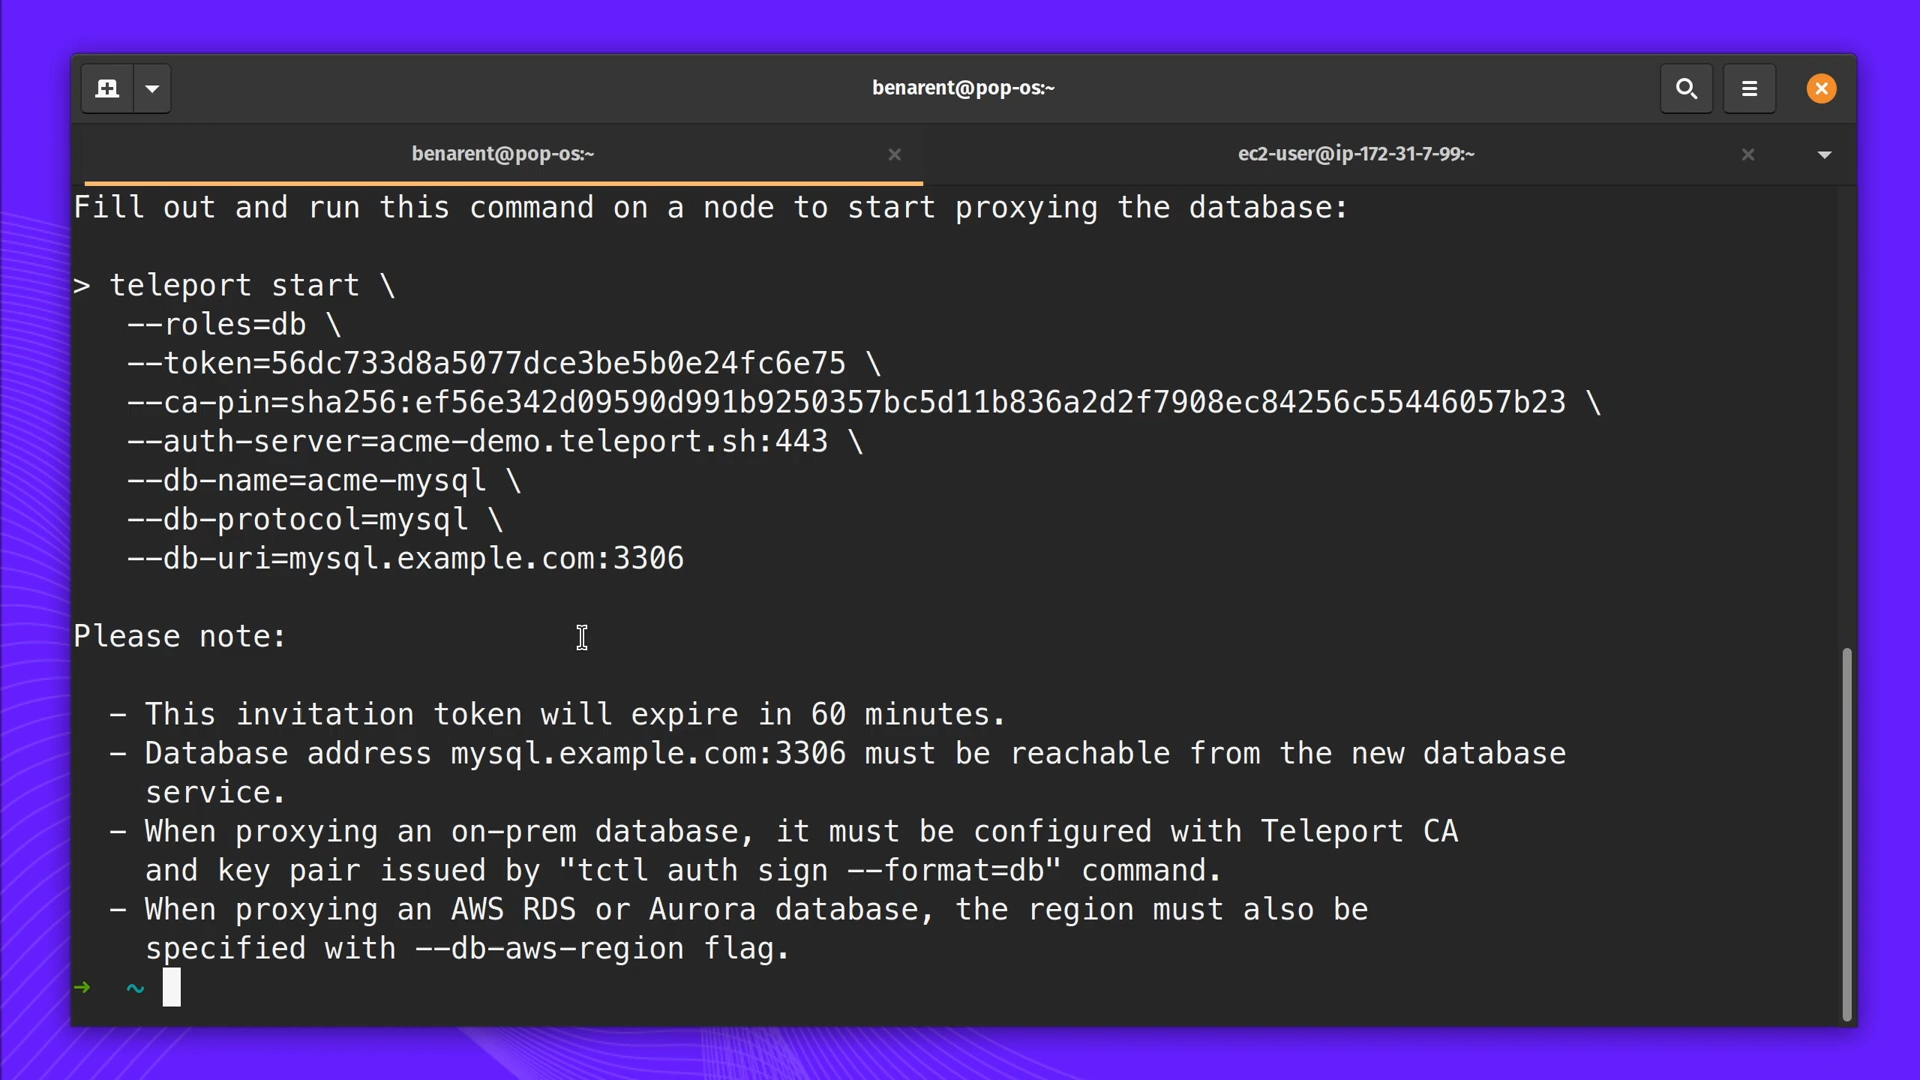 benarent@pop-os:~
benarent@pop-os:~
ec2-user@ip-172-31-7-99:~
Fill out and run this command on a node to start proxying the database:
> teleport start \
--roles=db \
--token=56dc733d8a5077dce3be5b0e24fc6e75 \
--ca-pin=sha256:ef56e342d09590d991b9250357bc5d11b836a2d2f7908ec84256c55446057b23 \
--auth-server=acme-demo.teleport.sh:443 \
--db-name=acme-mysql \
--db-protocol=mysql \
--db-uri=mysql.example.com:3306
Please note:
- This invitation token will expire in 60 minutes.
- Database address mysql.example.com:3306 must be reachable from the new database
service.
- When proxying an on-prem database, it must be configured with Teleport CA
and key pair issued by "tctl auth sign --format=db" command.
- When proxying an AWS RDS or Aurora database, the region must also be
specified with --db-aws-region flag.
➜ ~